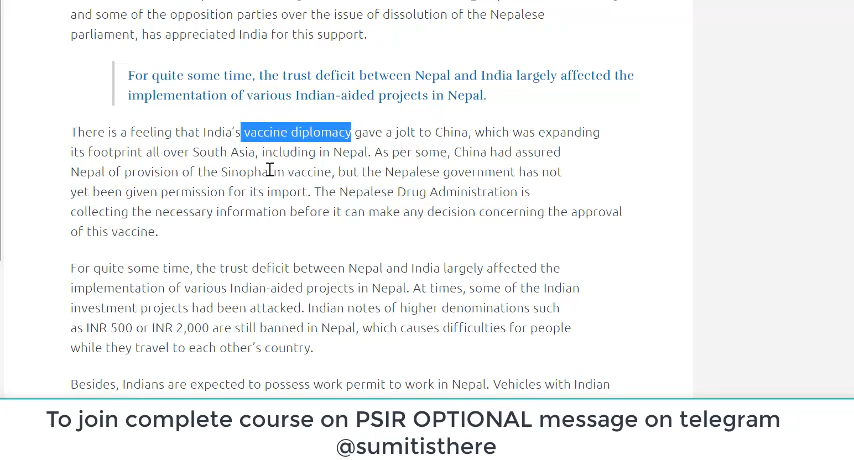 and some of the opposition parties over the issue of dissolution of the Nepalese
parliament, has appreciated India for this support.
For quite some time, the trust deficit between Nepal and India largely affected the
implementation of various Indian-aided projects in Nepal.
There is a feeling that India's vaccine diplomacy gave a jolt to China, which was expanding
its footprint all over South Asia, including in Nepal. As per some, China had assured
Nepal of provision of the Sinopharm vaccine, but the Nepalese government has not
yet been given permission for its import. The Nepalese Drug Administration is
collecting the necessary information before it can make any decision concerning the approval
of this vaccine.
For quite some time, the trust deficit between Nepal and India largely affected the
implementation of various Indian-aided projects in Nepal. At times, some of the Indian
investment projects had been attacked. Indian notes of higher denominations such
as INR 500 or INR 2,000 are still banned in Nepal, which causes difficulties for people
while they travel to each other's country.
Besides, Indians are expected to possess work permit to work in Nepal. Vehicles with Indian
To join complete course on PSIR OPTIONAL message on telegram
@sumitisthere